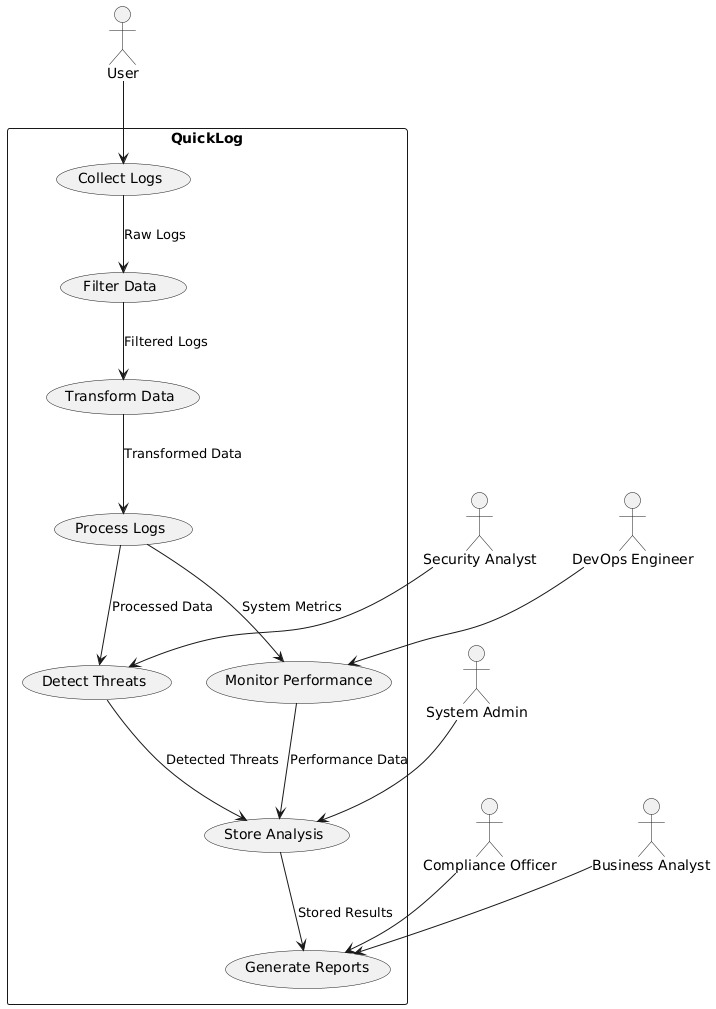 User
QuickLog
Collect Logs
Raw Logs
Filter Data
Filtered Logs
Transform Data
Transformed Data
Process Logs
Security Analyst
DevOps Engineer
Processed Data
System Metrics
Detect Threats
Monitor Performance
System Admin
Detected Threats
Performance Data
Store Analysis
Compliance Officer
Business Analyst
Stored Results
Generate Reports